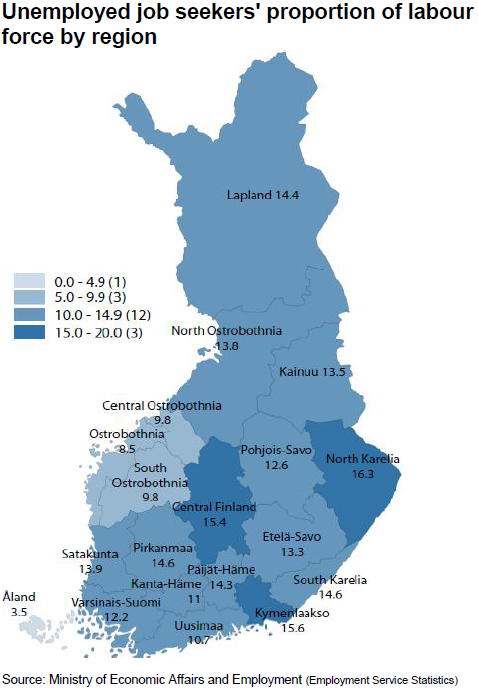 Unemployed job seekers' proportion of labour
force by region
Lapland 14.4
0.0 - 4.9 (1)
5.0 - 9.9 (3)
10.0 - 14.9 (12)
15.0 - 20.0 (3)
North Ostrobothnia
13.8
Kainuu 13.5
Central Ostrobothnia
9.8
Ostrobothnia
8.5
South
Ostrobothnia
9.8
Pohjois-Savo
12.6
North Karelia
16.3
Central Finland
15.4
Etelä-Savo
13.3
Satakunta
13.9
Pirkanmaa
14.6
Päijät-Häme
14.3
Kanta-Häme
11
South Karelia
14.6
Åland
3.5
Varsinais-Suomi
12.2
Kymenlaakso
15.6
Uusimaa
10.7
Source: Ministry of Economic Affairs and Employment (Employment Service Statistics)